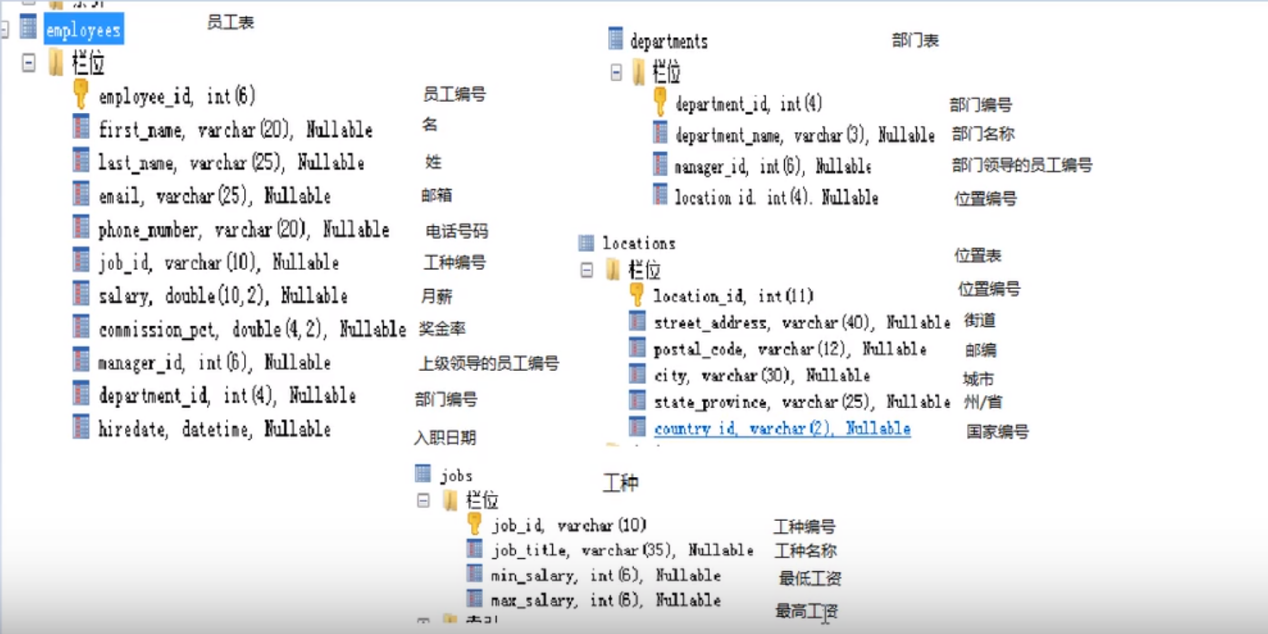 索引
employees 员工表
栏位
employee_id, int(6) 员工编号
first_name, varchar(20), Nullable 名
last_name, varchar(25), Nullable 姓
email, varchar(25), Nullable 邮箱
phone_number, varchar(20), Nullable 电话号码
job_id, varchar(10), Nullable 工种编号
salary, double(10,2), Nullable 月薪
commission_pct, double(4,2), Nullable 奖金率
manager_id, int(6), Nullable 上级领导的员工编号
department_id, int(4), Nullable 部门编号
hiredate, datetime, Nullable 入职日期
departments 部门表
栏位
department_id, int(4) 部门编号
department_name, varchar(3), Nullable 部门名称
manager_id, int(6), Nullable 部门领导的员工编号
location_id, int(4), Nullable 位置编号
locations 位置表
栏位
location_id, int(11) 位置编号
street_address, varchar(40), Nullable 街道
postal_code, varchar(12), Nullable 邮编
city, varchar(30), Nullable 城市
state_province, varchar(25), Nullable 州/省
country_id, varchar(2), Nullable 国家编号
jobs 工种
栏位
job_id, varchar(10) 工种编号
job_title, varchar(35), Nullable 工种名称
min_salary, int(6), Nullable 最低工资
max_salary, int(6), Nullable 最高工资
索引